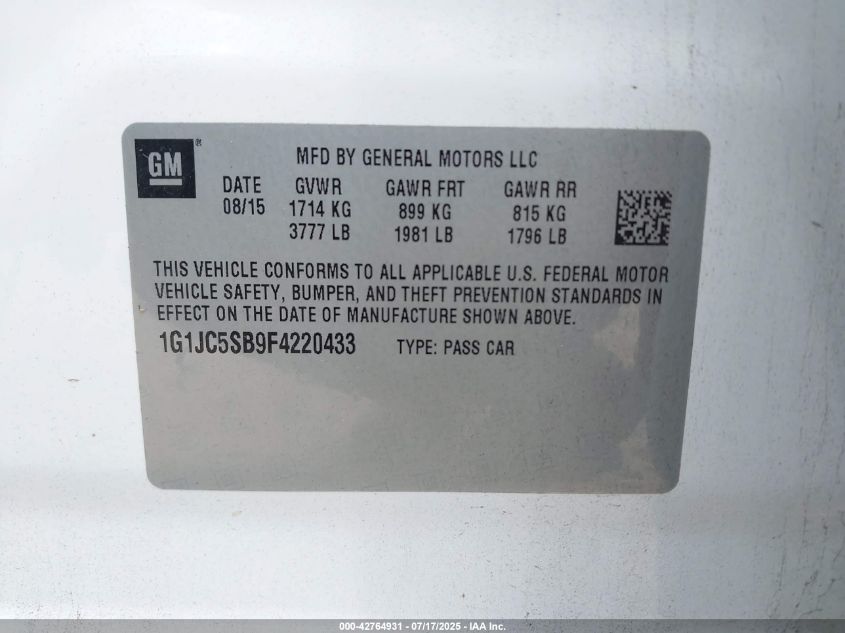 GM®
MFD BY GENERAL MOTORS LLC
DATE GVWR GAWR FRT GAWR RR
08/15 1714 KG 899 KG 815 KG
3777 LB 1981 LB 1796 LB
THIS VEHICLE CONFORMS TO ALL APPLICABLE U.S. FEDERAL MOTOR
VEHICLE SAFETY, BUMPER, AND THEFT PREVENTION STANDARDS IN
EFFECT ON THE DATE OF MANUFACTURE SHOWN ABOVE.
1G1JC5SB9F4220433 TYPE: PASS CAR
000-42764931 - 07/17/2025 - IAA Inc.